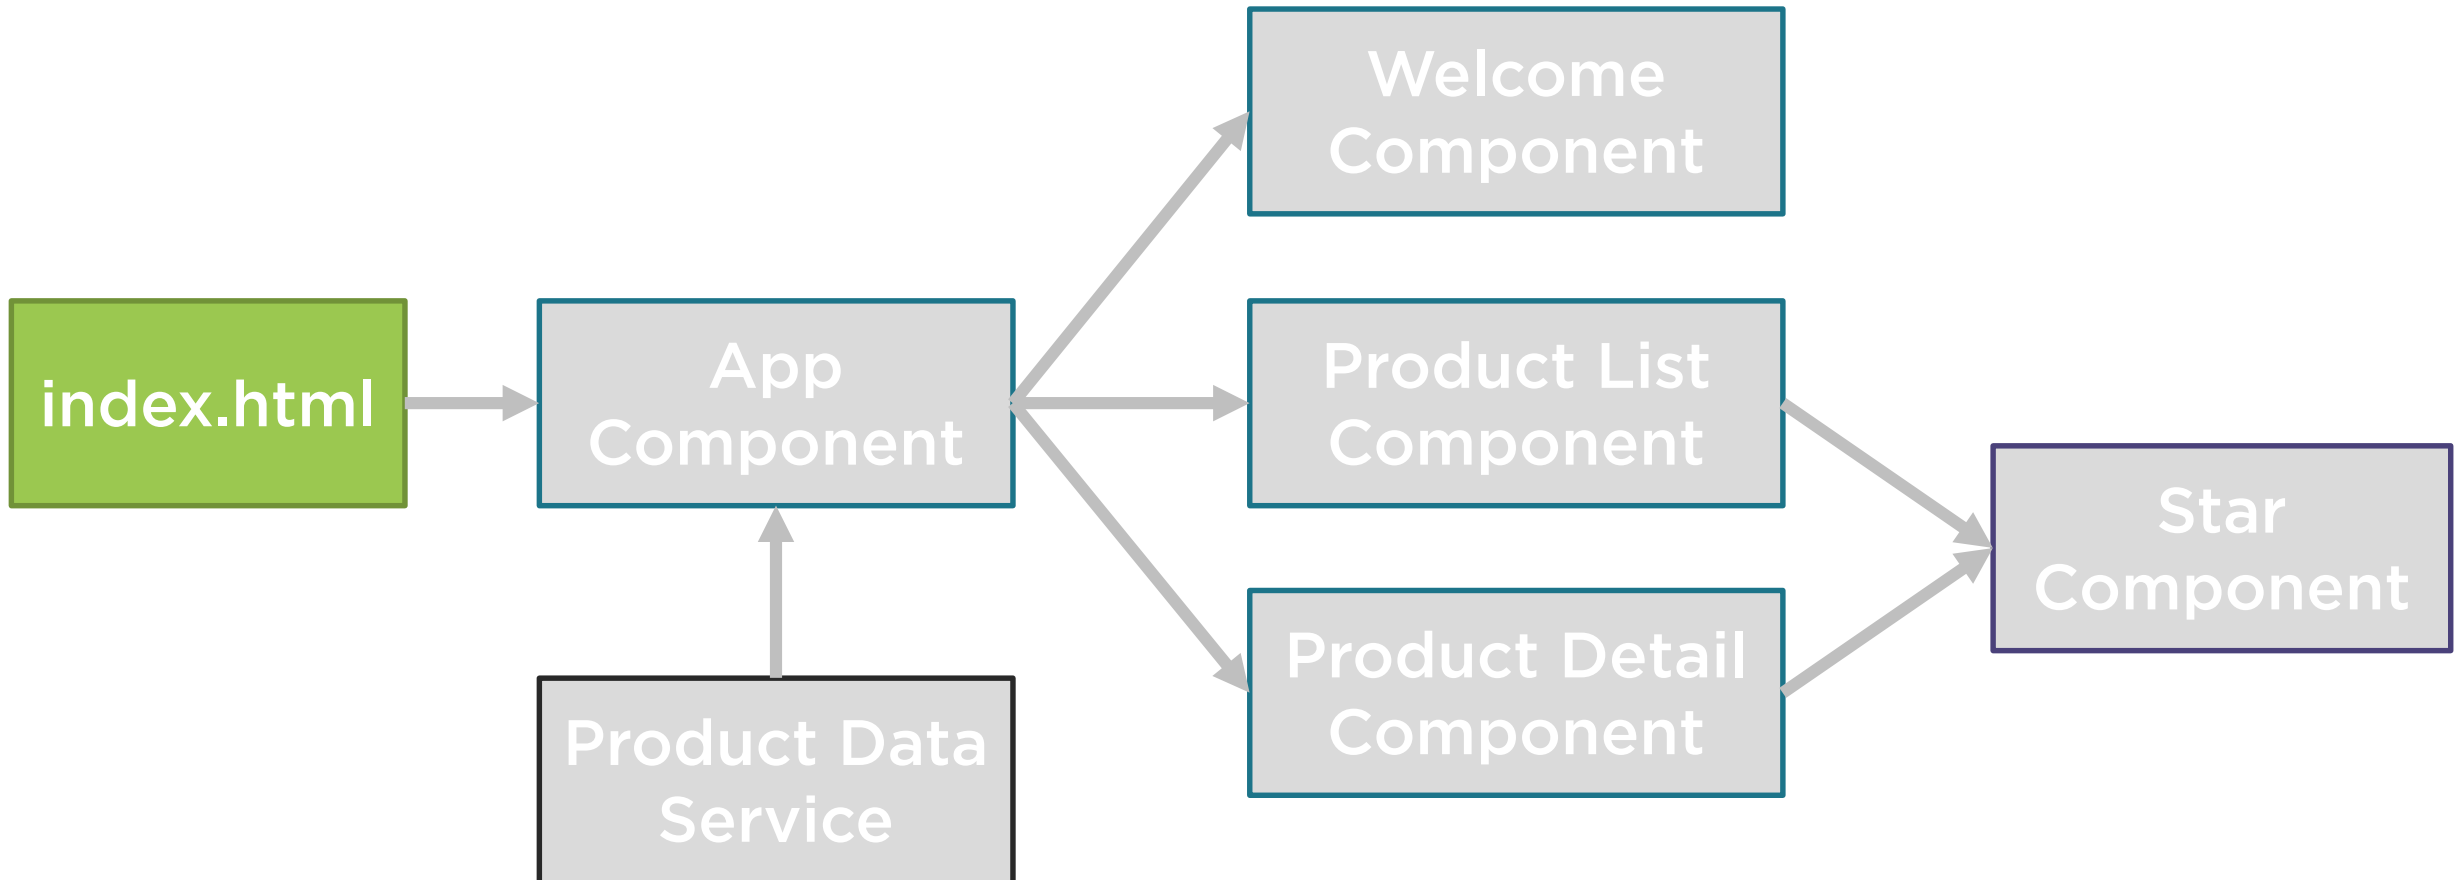 Welcome
Component
index.html
App
Component
Product List
Component
Star
Component
Product Data
Service
Product Detail
Component